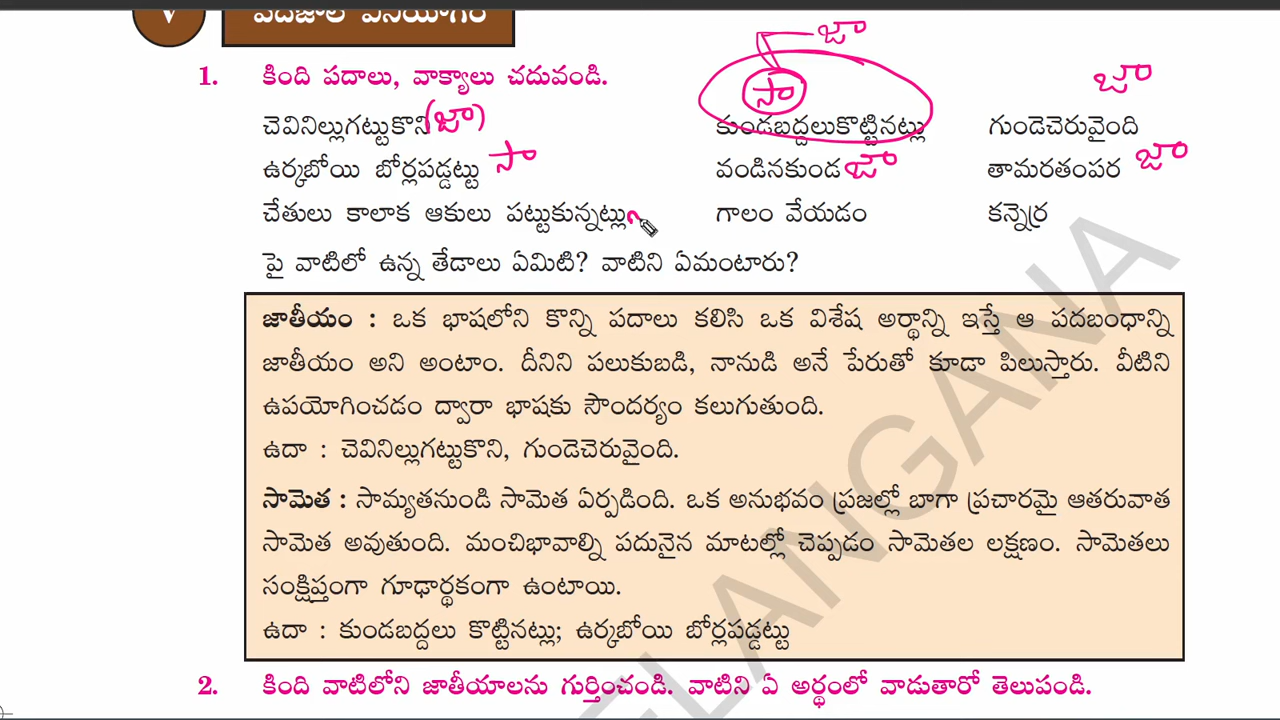 V పదజాల వినియోగం
జా
1. కింది పదాలు, వాక్యాలు చదువండి. సా జా
చెవినిల్లుగట్టుకొని (జా) కుండబద్దలుకొట్టినట్లు గుండెచెరువైంది
ఉర్కబోయి బోర్లపడ్డట్టు సా వండినకుండ జా తామరతంపర జా
చేతులు కాలాక ఆకులు పట్టుకున్నట్లు గాలం వేయడం కన్నెర్ర
పై వాటిలో ఉన్న తేడాలు ఏమిటి? వాటిని ఏమంటారు?
జాతీయం : ఒక భాషలోని కొన్ని పదాలు కలిసి ఒక విశేష అర్థాన్ని ఇస్తే ఆ పదబంధాన్ని
జాతీయం అని అంటాం. దీనిని పలుకుబడి, నానుడి అనే పేరుతో కూడా పిలుస్తారు. వీటిని
ఉపయోగించడం ద్వారా భాషకు సౌందర్యం కలుగుతుంది.
ఉదా : చెవినిల్లుగట్టుకొని, గుండెచెరువైంది.
సామెత : సామ్యతనుండి సామెత ఏర్పడింది. ఒక అనుభవం ప్రజల్లో బాగా ప్రచారమై ఆతరువాత
సామెత అవుతుంది. మంచిభావాల్ని పదునైన మాటల్లో చెప్పడం సామెతల లక్షణం. సామెతలు
సంక్షిప్తంగా గూఢార్థకంగా ఉంటాయి.
ఉదా : కుండబద్దలు కొట్టినట్లు; ఉర్కబోయి బోర్లపడ్డట్టు
2. కింది వాటిలోని జాతీయాలను గుర్తించండి. వాటిని ఏ అర్థంలో వాడుతారో తెలుపండి.
TELANGANA